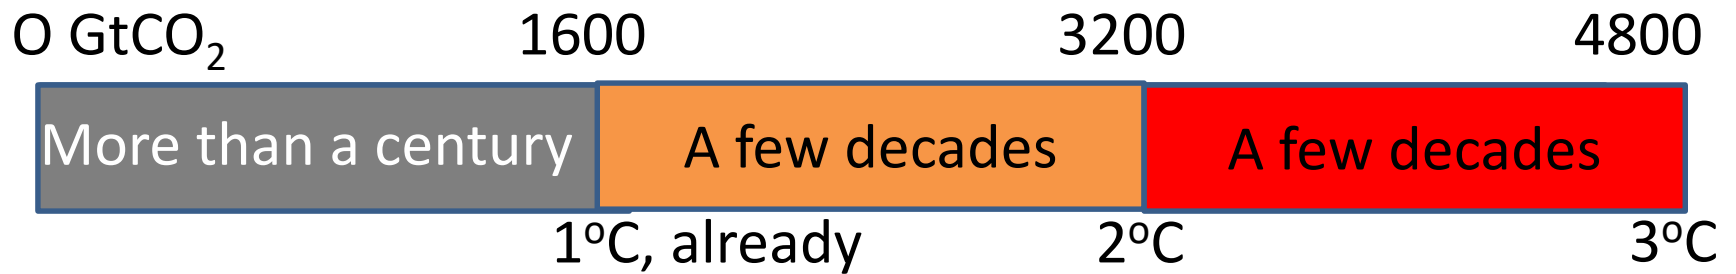 O GtCO₂ 1600 3200 4800
More than a century A few decades A few decades
1ºC, already 2ºC 3ºC